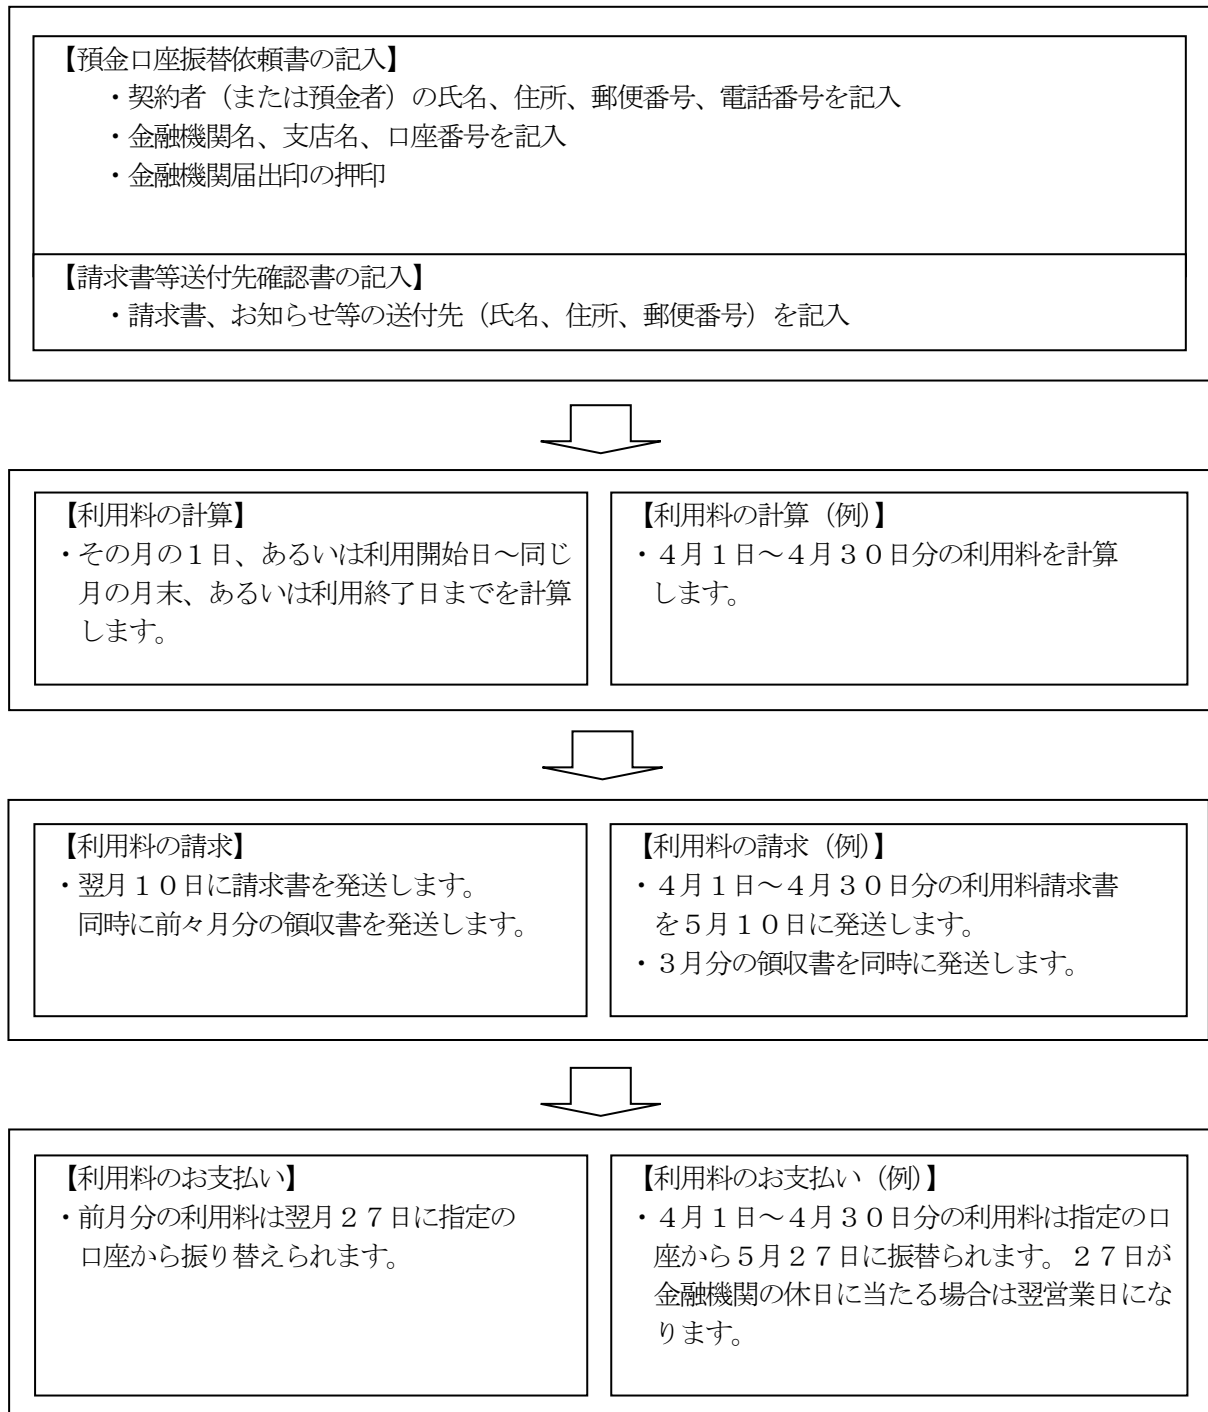 【預金口座振替依頼書の記入】
・契約者（または預金者）の氏名、住所、郵便番号、電話番号を記入
・金融機関名、支店名、口座番号を記入
・金融機関届出印の押印
【請求書等送付先確認書の記入】
・請求書、お知らせ等の送付先（氏名、住所、郵便番号）を記入
【利用料の計算】
・その月の１日、あるいは利用開始日～同じ
月の月末、あるいは利用終了日までを計算
します。
【利用料の計算（例）】
・４月１日～４月３０日分の利用料を計算
します。
【利用料の請求】
・翌月１０日に請求書を発送します。
同時に前々月分の領収書を発送します。
【利用料の請求（例）】
・４月１日～４月３０日分の利用料請求書
を５月１０日に発送します。
・３月分の領収書を同時に発送します。
【利用料のお支払い】
・前月分の利用料は翌月２７日に指定の
口座から振り替えられます。
【利用料のお支払い（例）】
・４月１日～４月３０日分の利用料は指定の口
座から５月２７日に振替られます。２７日が
金融機関の休日に当たる場合は翌営業日にな
ります。